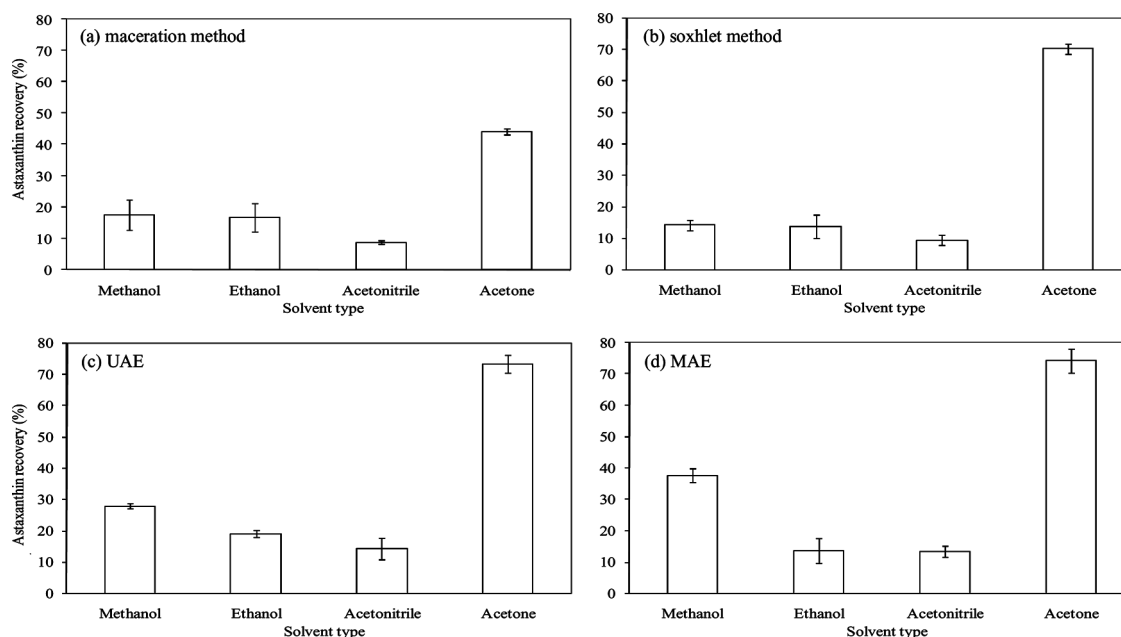 (a) maceration method
Astaxanthin recovery (%)
80
70
60
50
40
30
20
10
0
Methanol Ethanol Acetonitrile Acetone
Solvent type
(b) soxhlet method
80
70
60
50
40
30
20
10
0
Methanol Ethanol Acetonitrile Acetone
Solvent type
(c) UAE
Astaxanthin recovery (%)
80
70
60
50
40
30
20
10
0
Methanol Ethanol Acetonitrile Acetone
Solvent type
(d) MAE
80
70
60
50
40
30
20
10
0
Methanol Ethanol Acetonitrile Acetone
Solvent type